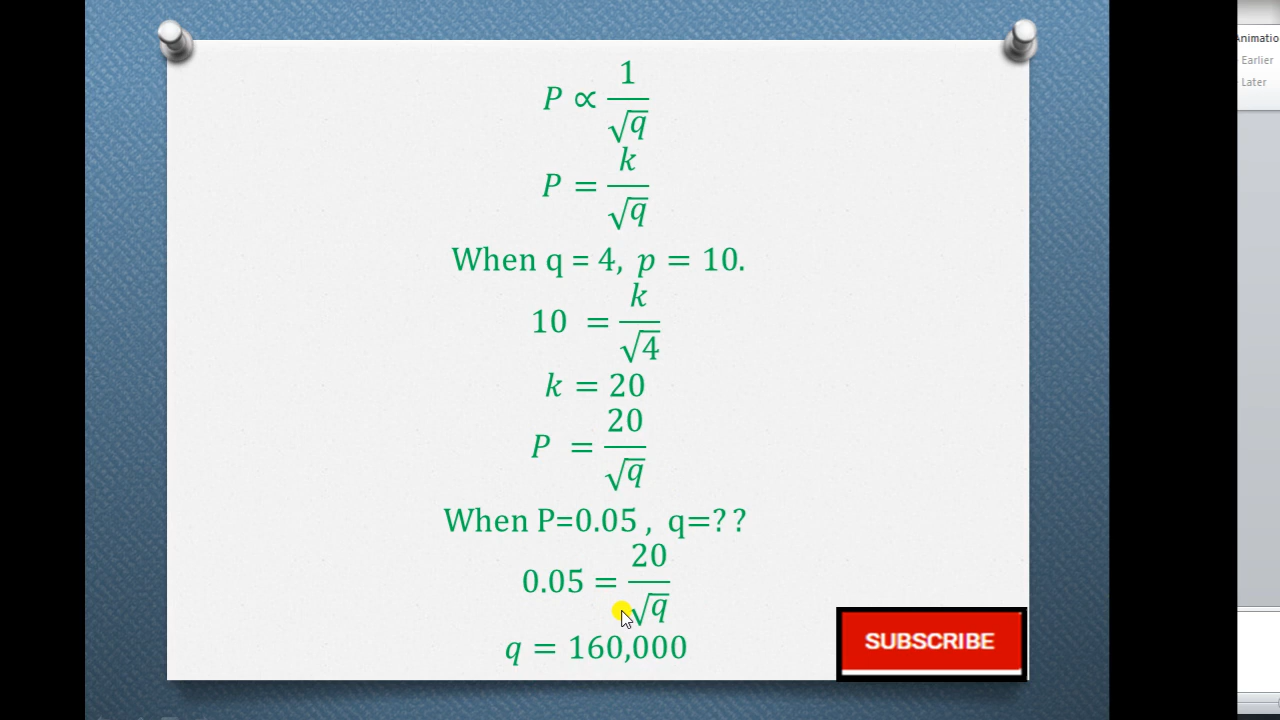 P ∝ 1/√q
P = k/√q
When q = 4, p = 10.
10 = k/√4
k = 20
P = 20/√q
When P=0.05 , q=??
0.05 = 20/√q
q = 160,000
SUBSCRIBE
Animatio
Earlier
Later